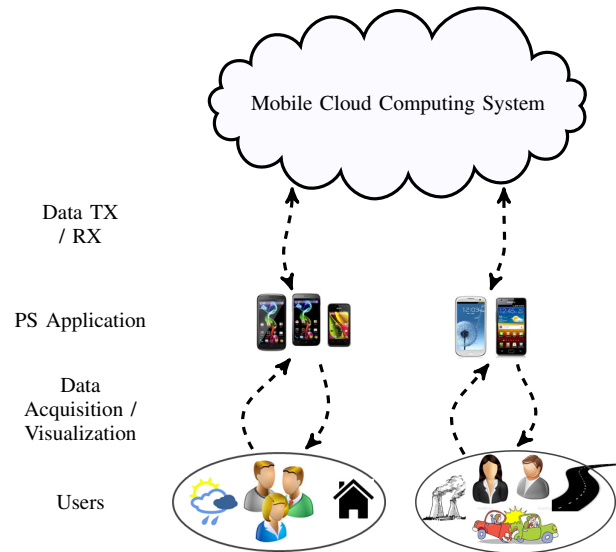 Mobile Cloud Computing System
Data TX
/ RX
PS Application
Data
Acquisition /
Visualization
Users